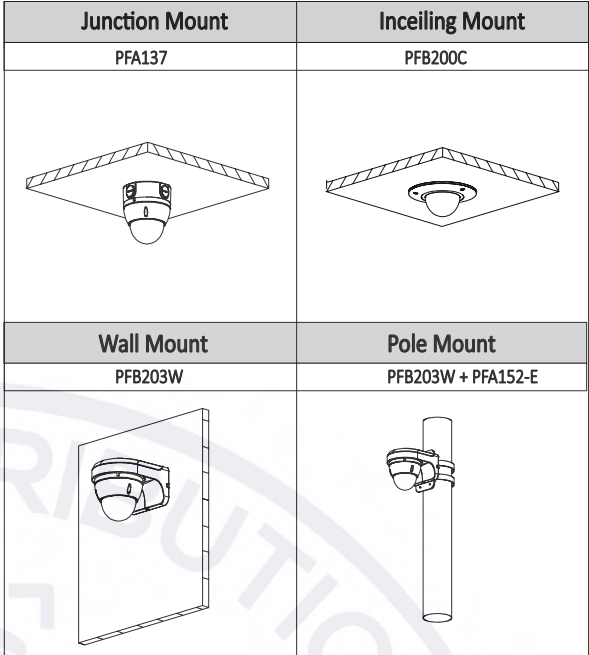 Junction Mount
Inceiling Mount
PFA137
PFB200C
Wall Mount
Pole Mount
PFB203W
PFB203W + PFA152-E